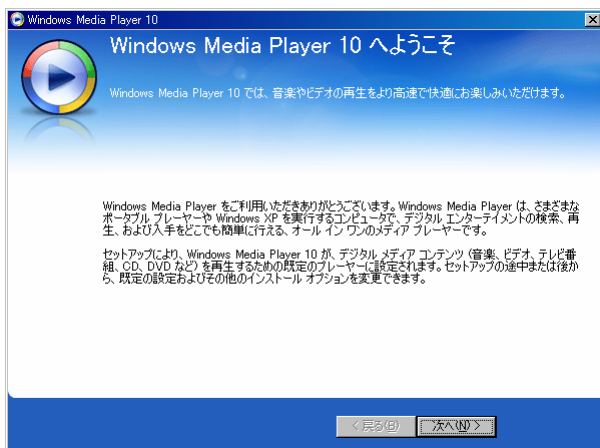 Windows Media Player 10
Windows Media Player 10 へようこそ
Windows Media Player 10 では、音楽やビデオの再生をより高速で快適にお楽しみいただけます。
Windows Media Player をご利用いただきありがとうございます。Windows Media Player は、さまざまな
ポータブル プレーヤーや Windows XP を実行するコンピュータで、デジタル エンターテイメントの検索、再
生、および入手をどこでも簡単に行える、オール イン ワンのメディア プレーヤーです。
セットアップにより、Windows Media Player 10 が、デジタル メディア コンテンツ (音楽、ビデオ、テレビ番
組、CD、DVD など) を再生するための既定のプレーヤーに設定されます。セットアップの途中または後か
ら、既定の設定およびその他のインストール オプションを変更できます。
< 戻る(B)
次へ(N) >